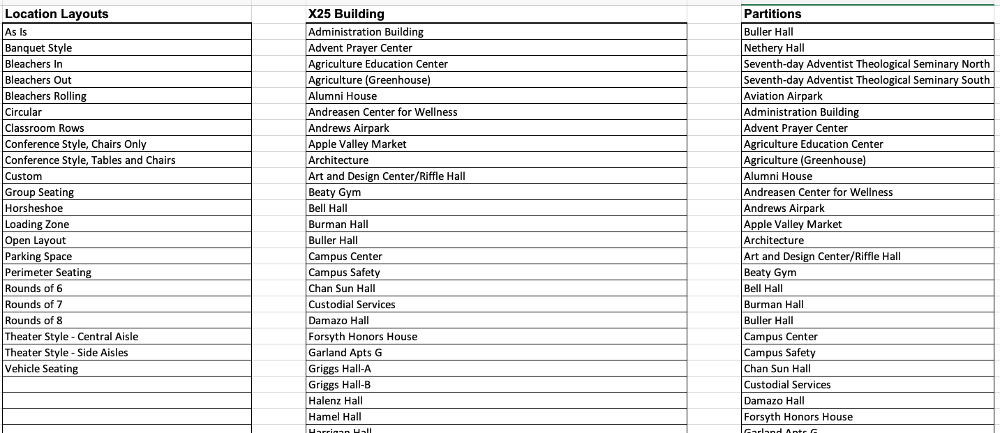 Location Layouts
As Is
Banquet Style
Bleachers In
Bleachers Out
Bleachers Rolling
Circular
Classroom Rows
Conference Style, Chairs Only
Conference Style, Tables and Chairs
Custom
Group Seating
Horsheshoe
Loading Zone
Open Layout
Parking Space
Perimeter Seating
Rounds of 6
Rounds of 7
Rounds of 8
Theater Style - Central Aisle
Theater Style - Side Aisles
Vehicle Seating
X25 Building
Administration Building
Advent Prayer Center
Agriculture Education Center
Agriculture (Greenhouse)
Alumni House
Andreasen Center for Wellness
Andrews Airpark
Apple Valley Market
Architecture
Art and Design Center/Riffle Hall
Beaty Gym
Bell Hall
Burman Hall
Buller Hall
Campus Center
Campus Safety
Chan Sun Hall
Custodial Services
Damazo Hall
Forsyth Honors House
Garland Apts G
Griggs Hall-A
Griggs Hall-B
Halenz Hall
Hamel Hall
Harrigan Hall
Partitions
Buller Hall
Nethery Hall
Seventh-day Adventist Theological Seminary North
Seventh-day Adventist Theological Seminary South
Aviation Airpark
Administration Building
Advent Prayer Center
Agriculture Education Center
Agriculture (Greenhouse)
Alumni House
Andreasen Center for Wellness
Andrews Airpark
Apple Valley Market
Architecture
Art and Design Center/Riffle Hall
Beaty Gym
Bell Hall
Burman Hall
Buller Hall
Campus Center
Campus Safety
Chan Sun Hall
Custodial Services
Damazo Hall
Forsyth Honors House
Garland Apts G